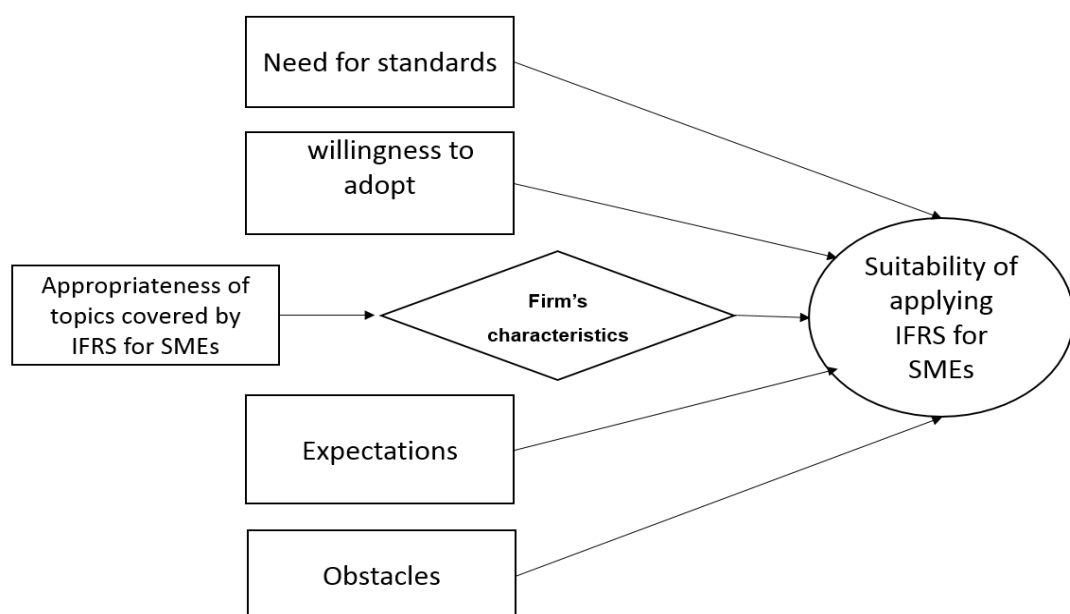 Need for standards
willingness to
adopt
Appropriateness of
topics covered by
IFRS for SMEs
Firm's
characteristics
Suitability of
applying
IFRS for
SMEs
Expectations
Obstacles